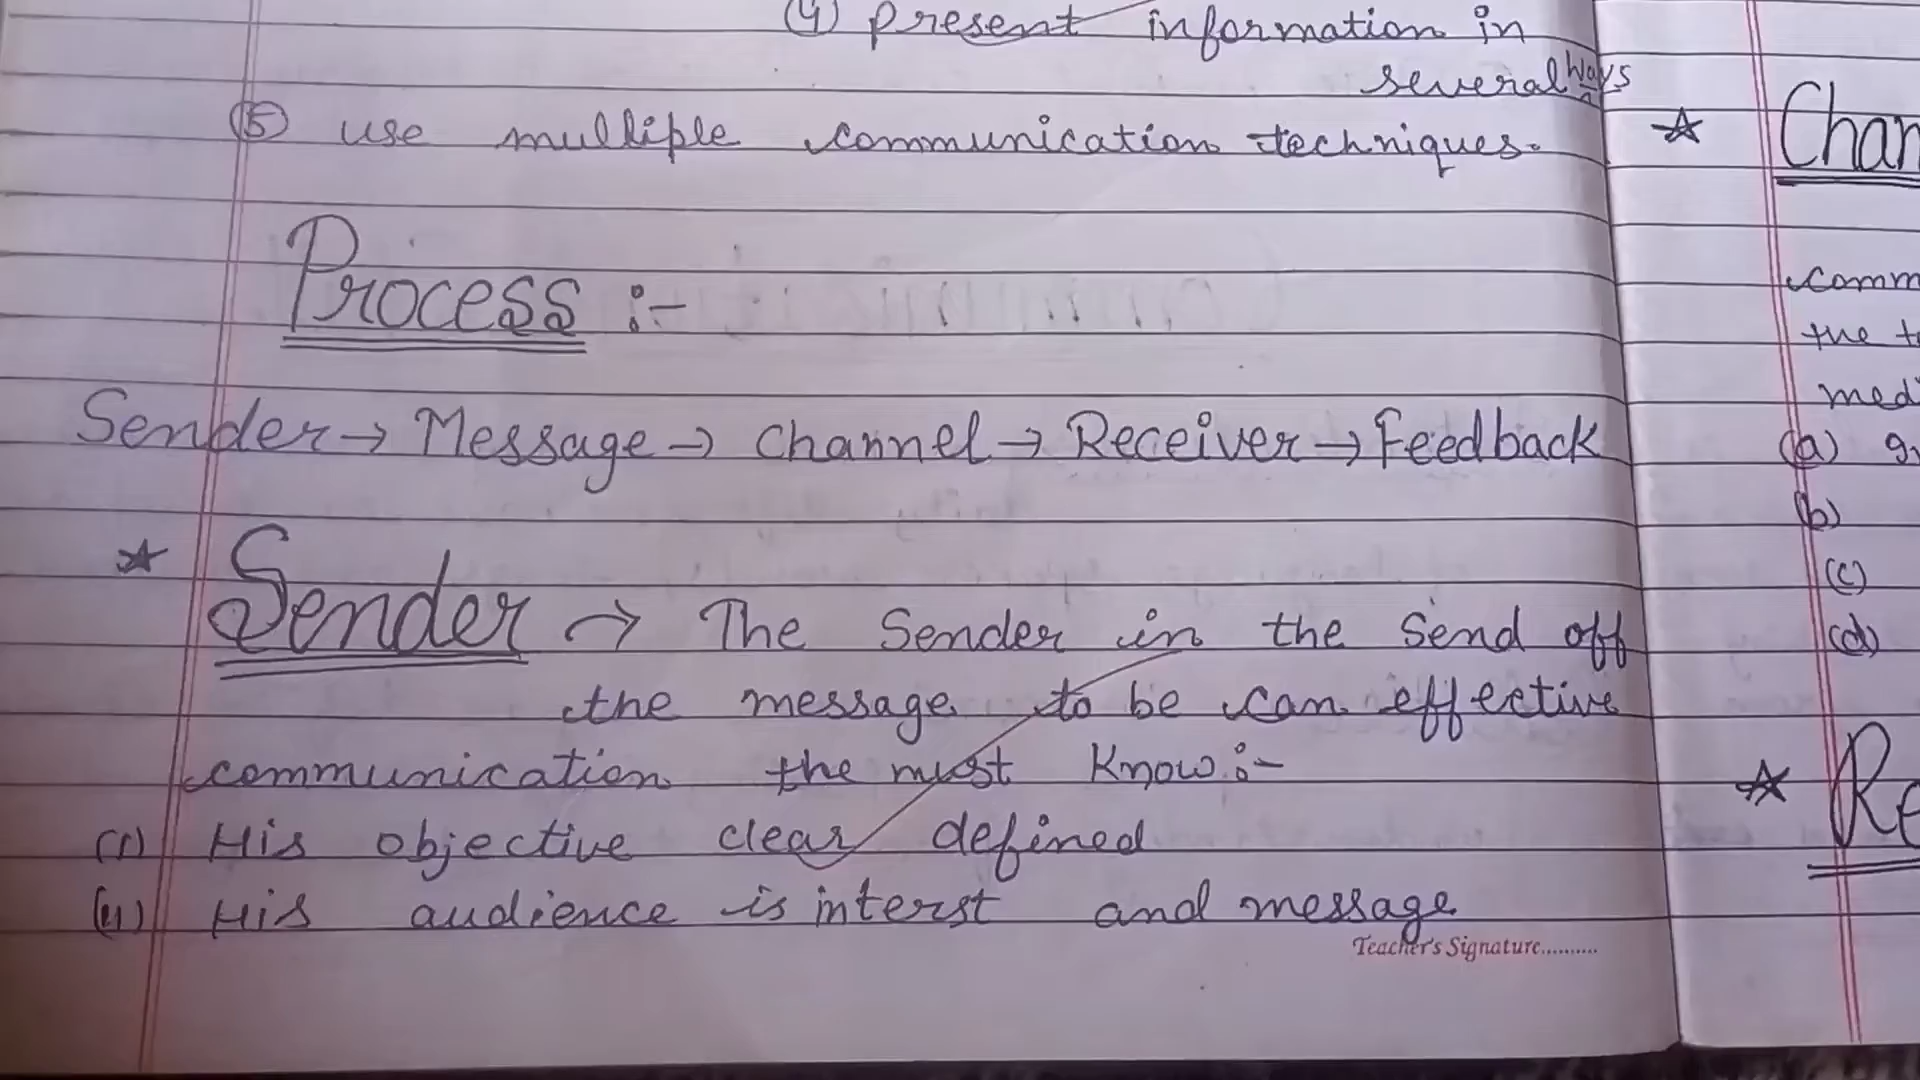 (4) Present information in
several ways
(5) use multiple communication techniques.
Process :-
Sender → Message → Channel → Receiver → Feedback
★ Sender → The Sender in the Send off
the message to be can effective
communication the must Know :-
(i) His objective clear defined
(ii) His audience is interst and message
Teacher's Signature..........
★ Chan
comm
the t
medi
(a) g
(b)
(c)
(d)
★ Re